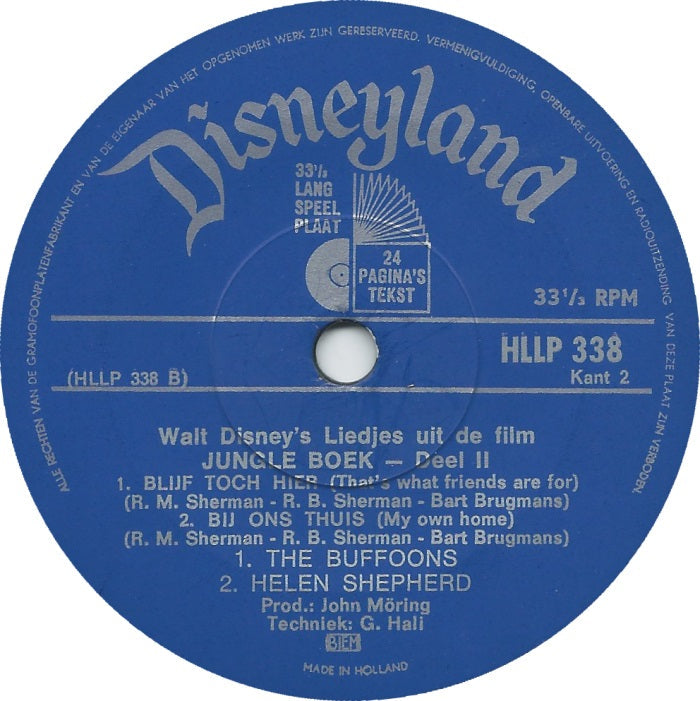 ALLE RECHTEN VAN DE GRAMOFOONPLATENFABRIKANT EN VAN DE EIGENAAR VAN HET OPGENOMEN WERK ZIJN GERESERVEERD. VERMENIGVULDIGING, OPENBARE UITVOERING EN RADIOUITZENDING VAN DEZE PLAAT ZIJN VERBODEN.
Disneyland
33⅓
LANG
SPEEL
PLAAT
24
PAGINA'S
TEKST
33 1/3 RPM
HLLP 338
(HLLP 338 B)
Kant 2
Walt Disney's Liedjes uit de film
JUNGLE BOEK — Deel II
1. BLIJF TOCH HIER (That's what friends are for)
(R. M. Sherman - R. B. Sherman - Bart Brugmans)
2. BIJ ONS THUIS (My own home)
(R. M. Sherman - R. B. Sherman - Bart Brugmans)
1. THE BUFFOONS
2. HELEN SHEPHERD
Prod.: John Möring
Techniek: G. Hali
BIEM
MADE IN HOLLAND